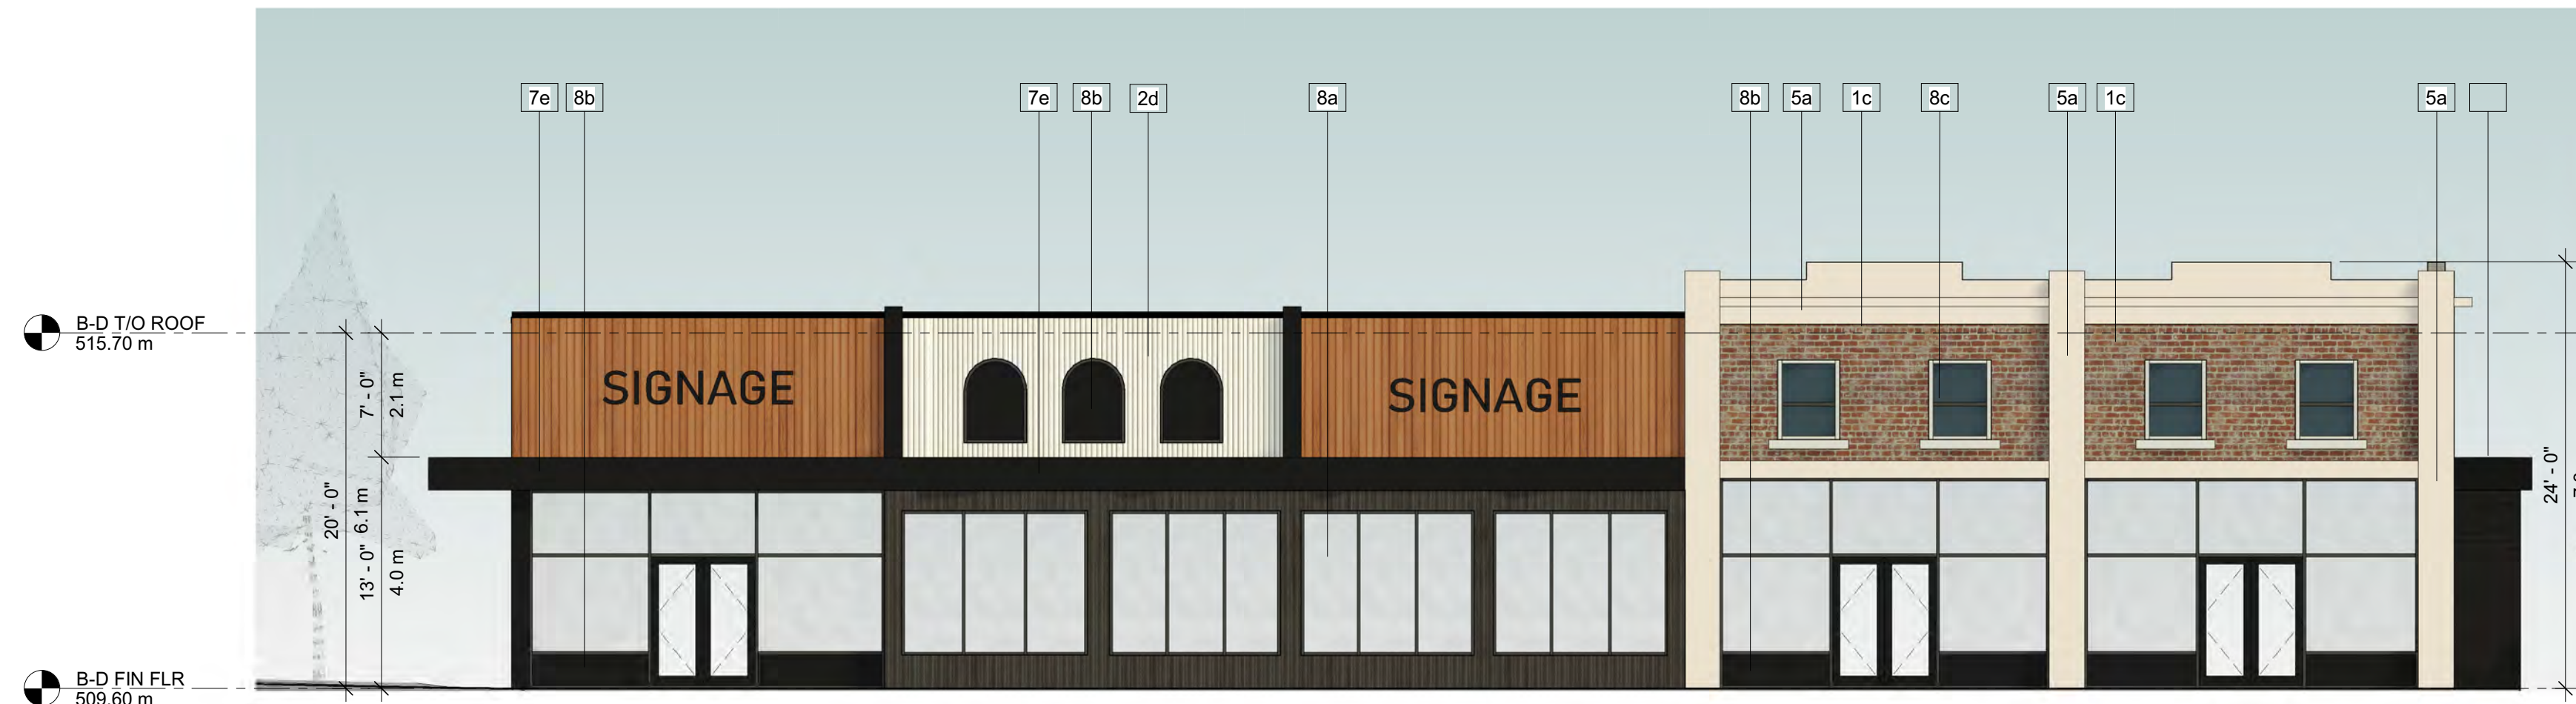 7e 8b 7e 8b 2d 8a 8b 5a 1c 8c 5a 1c 5a
B-D T/O ROOF
515.70 m
7' - 0"
2.1 m
SIGNAGE
SIGNAGE
20' - 0"
6.1 m
13' - 0"
4.0 m
24' - 0"
B-D FIN FLR
509.60 m